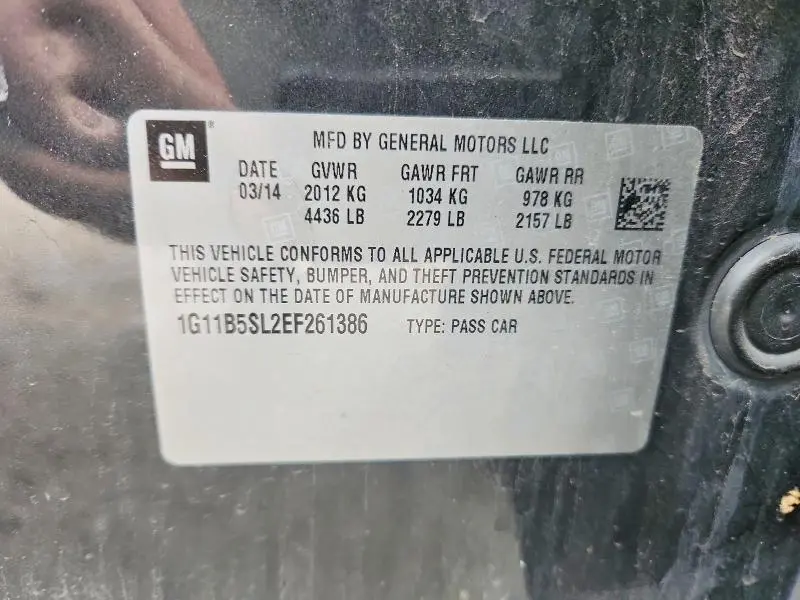 GM
MFD BY GENERAL MOTORS LLC
DATE GVWR GAWR FRT GAWR RR
03/14 2012 KG 1034 KG 978 KG
4436 LB 2279 LB 2157 LB
THIS VEHICLE CONFORMS TO ALL APPLICABLE U.S. FEDERAL MOTOR
VEHICLE SAFETY, BUMPER, AND THEFT PREVENTION STANDARDS IN
EFFECT ON THE DATE OF MANUFACTURE SHOWN ABOVE.
1G11B5SL2EF261386 TYPE: PASS CAR